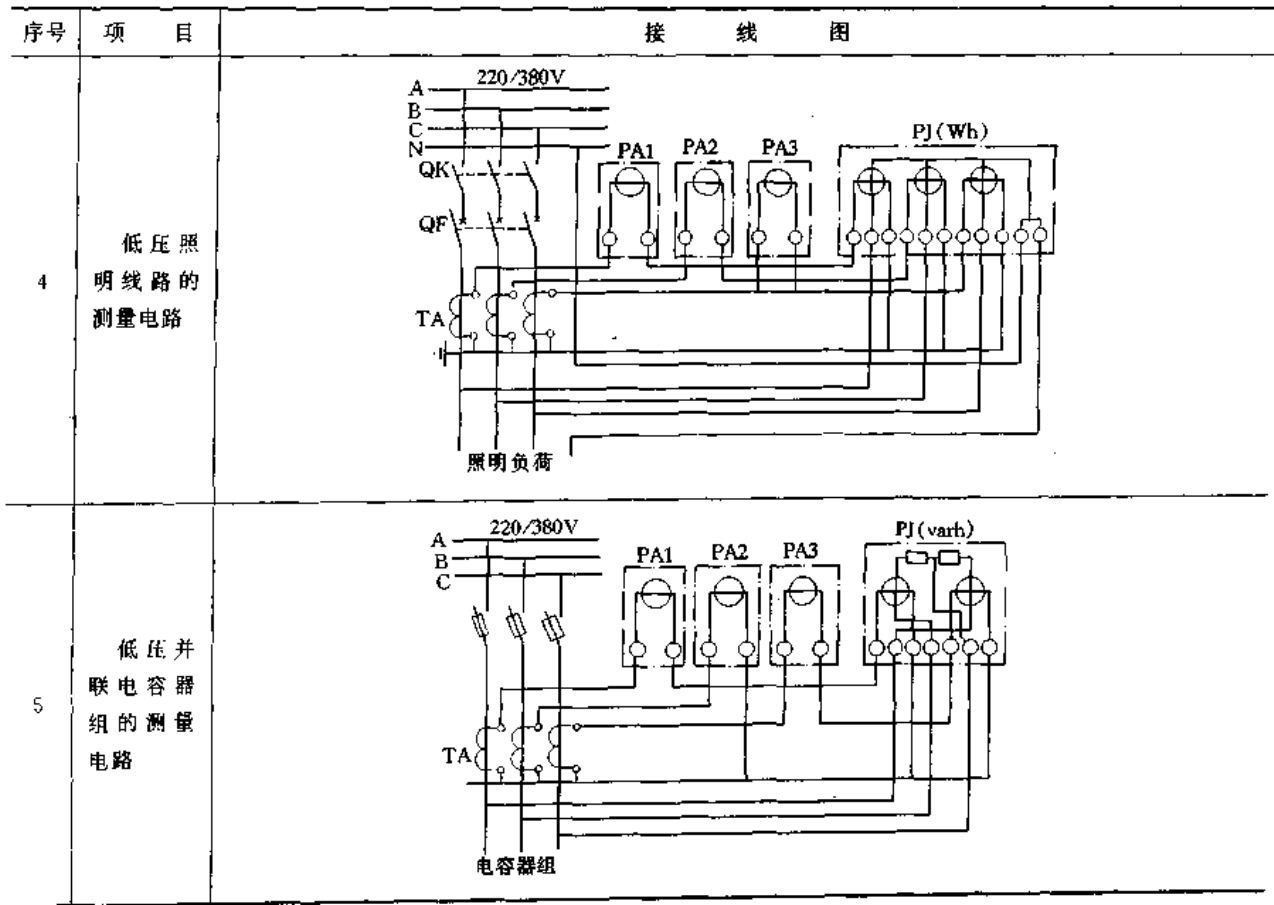 序号 项 目 接 线 图
4
低压照
明线路的
测量电路
220/380V
A
B
C
N
QK
QF
TA
PA1 PA2 PA3 PJ(Wh)
照明负荷
5
低压并
联电容器
组的测量
电路
220/380V
A
B
C
TA
PA1 PA2 PA3 PJ(varh)
电容器组